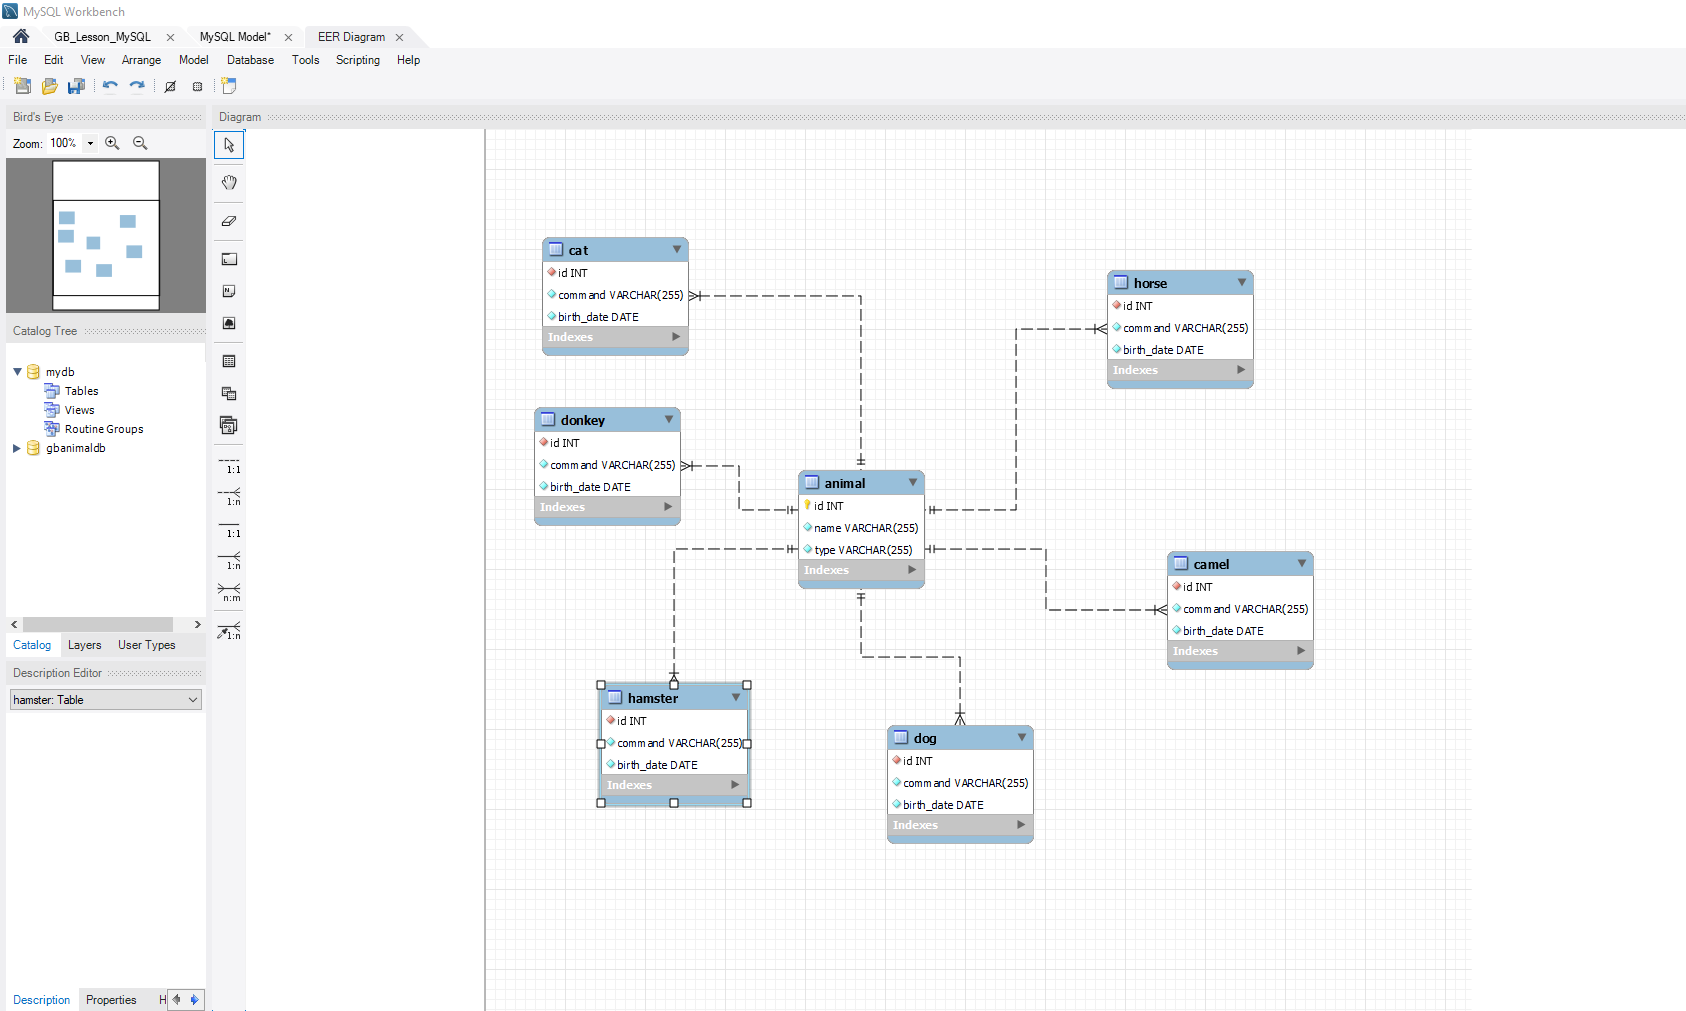 MySQL Workbench
GB_Lesson_MySQL
MySQL Model*
EER Diagram
File Edit View Arrange Model Database Tools Scripting Help
Bird's Eye
Diagram
Zoom: 100%
Catalog Tree
mydb
Tables
Views
Routine Groups
gbanimaldb
Catalog Layers User Types
Description Editor
hamster: Table
Description Properties H
1:1
1:n
1:1
1:n
n:m
1:n
cat
id INT
command VARCHAR(255)
birth_date DATE
Indexes
horse
id INT
command VARCHAR(255)
birth_date DATE
Indexes
donkey
id INT
command VARCHAR(255)
birth_date DATE
Indexes
animal
id INT
name VARCHAR(255)
type VARCHAR(255)
Indexes
camel
id INT
command VARCHAR(255)
birth_date DATE
Indexes
hamster
id INT
command VARCHAR(255)
birth_date DATE
Indexes
dog
id INT
command VARCHAR(255)
birth_date DATE
Indexes